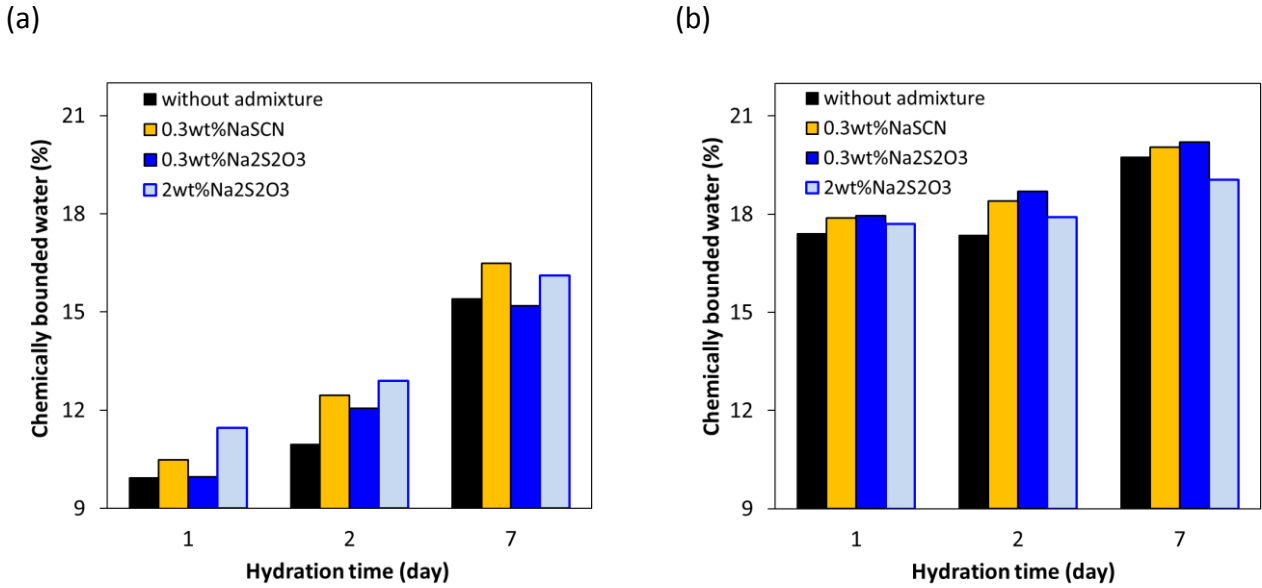 (a)
without admixture
0.3wt%NaSCN
0.3wt%Na2S2O3
2wt%Na2S2O3
Chemically bounded water (%)
21
18
15
12
9
1 2 7
Hydration time (day)
(b)
without admixture
0.3wt%NaSCN
0.3wt%Na2S2O3
2wt%Na2S2O3
Chemically bounded water (%)
21
18
15
12
9
1 2 7
Hydration time (day)